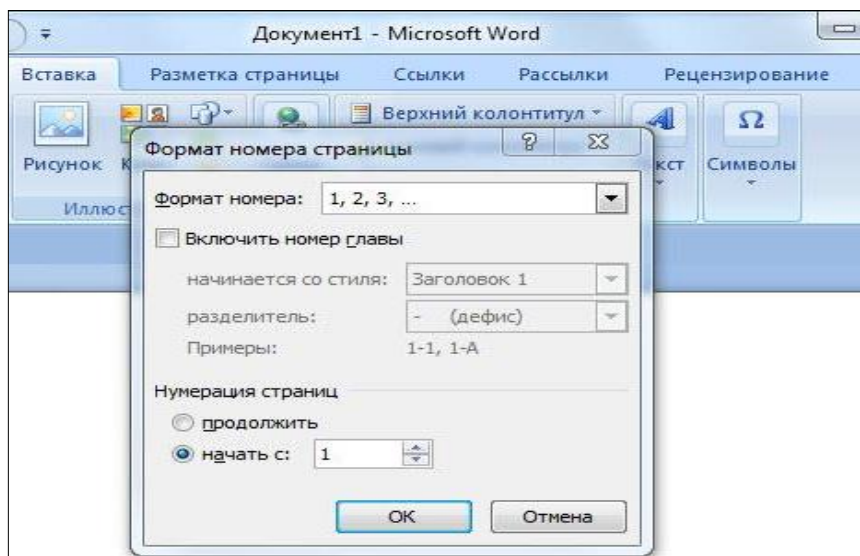 Документ1 - Microsoft Word
Вставка Разметка страницы Ссылки Рассылки Рецензирование
Верхний колонтитул
Рисунок Символы
Формат номера страницы ?
Формат номера: 1, 2, 3, ...
Включить номер главы
начинается со стиля: Заголовок 1
разделитель: - (дефис)
Примеры: 1-1, 1-A
Нумерация страниц
продолжить
начать с: 1
ОК Отмена